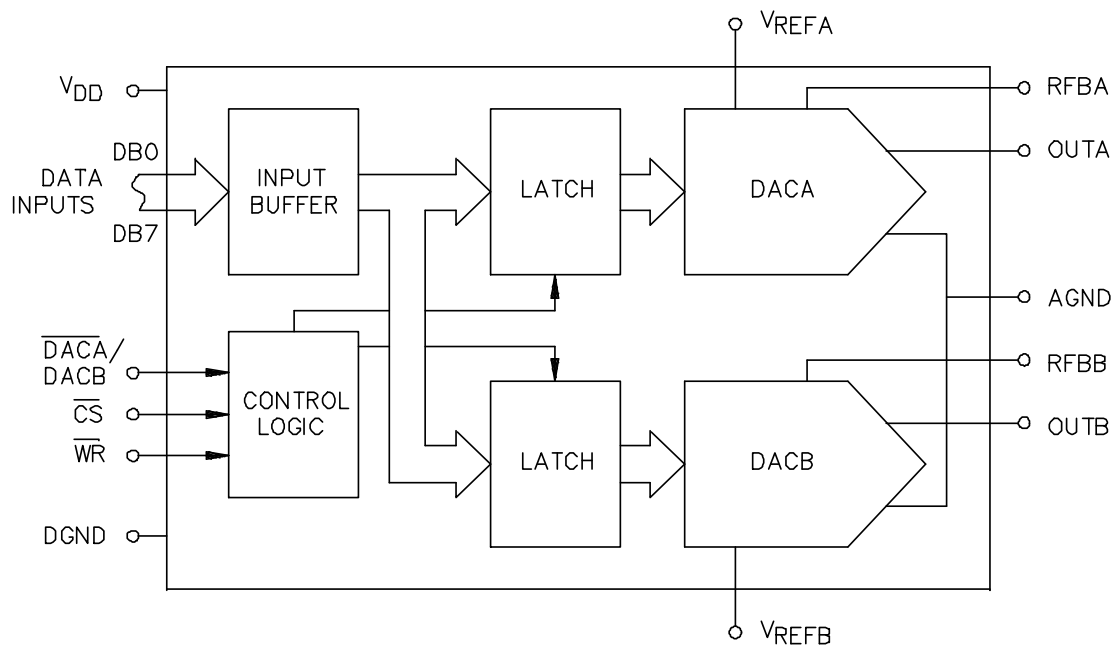 VREFA
VDD
RFBA
DB0
DATA
INPUTS
DB7
INPUT
BUFFER
LATCH
DACA
OUTA
AGND
DACA/
DACB
CS
WR
CONTROL
LOGIC
LATCH
DACB
RFBB
OUTB
DGND
VREFB